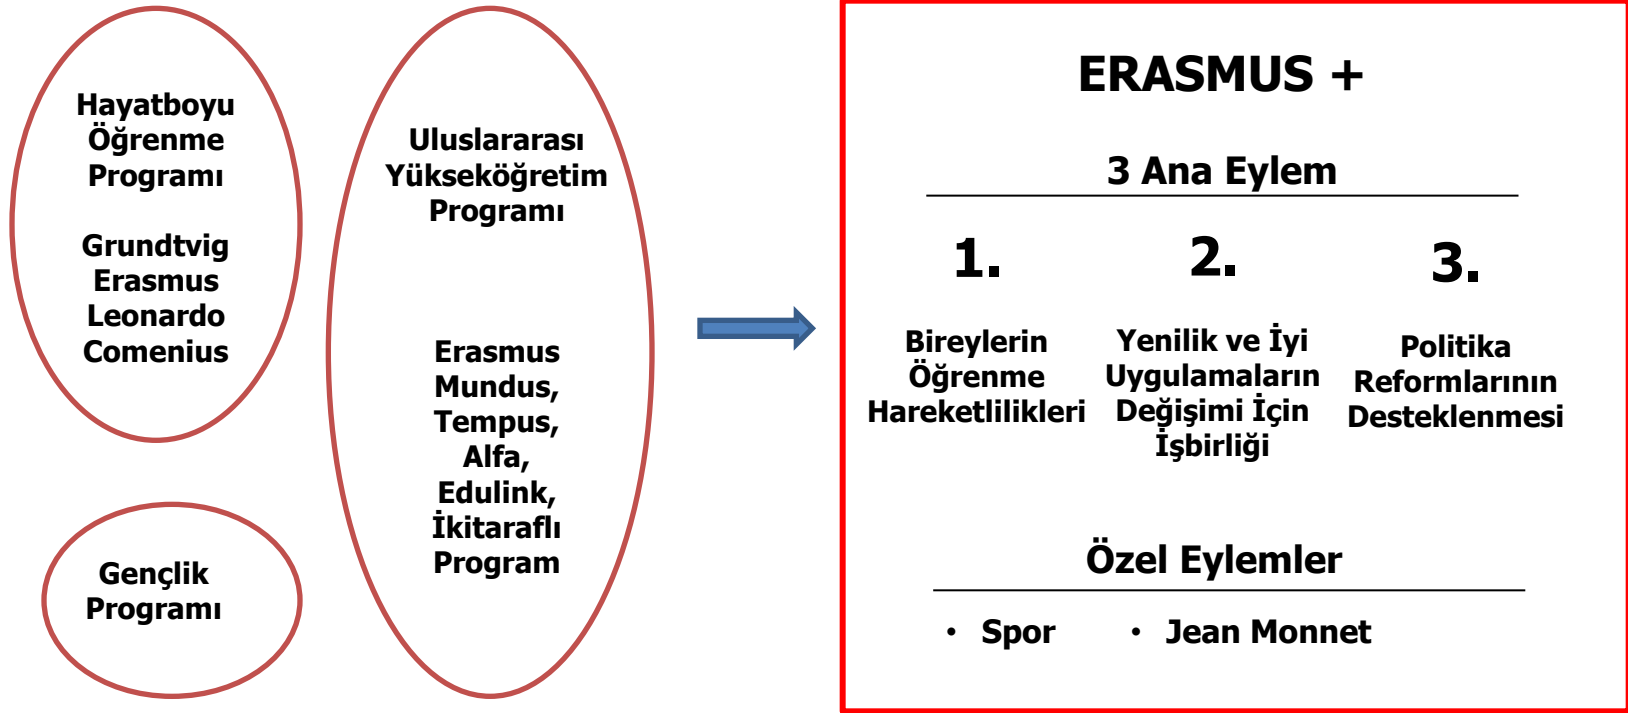 Hayatboyu
Öğrenme
Programı
Grundtvig
Erasmus
Leonardo
Comenius
Gençlik
Programı
Uluslararası
Yükseköğretim
Programı
Erasmus
Mundus,
Tempus,
Alfa,
Edulink,
İkitaraflı
Program
ERASMUS +
3 Ana Eylem
1.
Bireylerin
Öğrenme
Hareketlilikleri
2.
Yenilik ve İyi
Uygulamaların
Değişimi İçin
İşbirliği
3.
Politika
Reformlarının
Desteklenmesi
Özel Eylemler
• Spor
• Jean Monnet